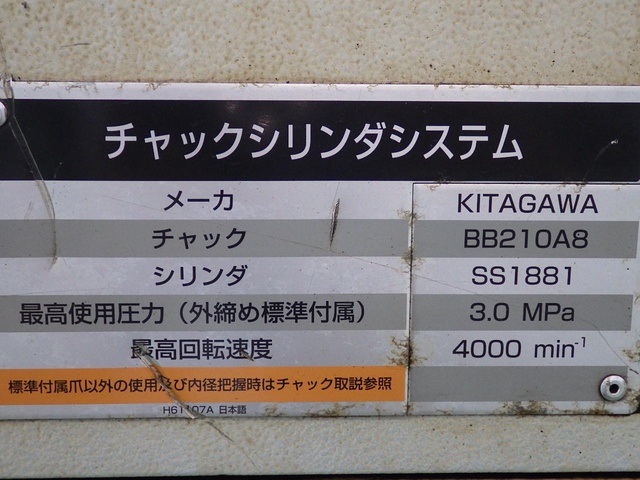 チャックシリンダシステム
メーカ KITAGAWA
チャック BB210A8
シリンダ SS1881
最高使用圧力（外締め標準付属） 3.0 MPa
最高回転速度 4000 min⁻¹
標準付属爪以外の使用及び内径把握時はチャック取説参照
H61107A 日本語